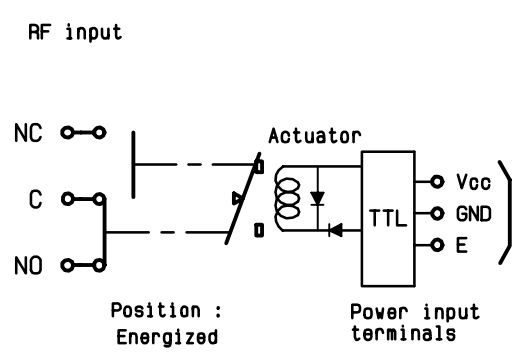 RF input
NC
Actuator
Vcc
C
TTL
GND
E
NO
Position :
Energized
Power input
terminals